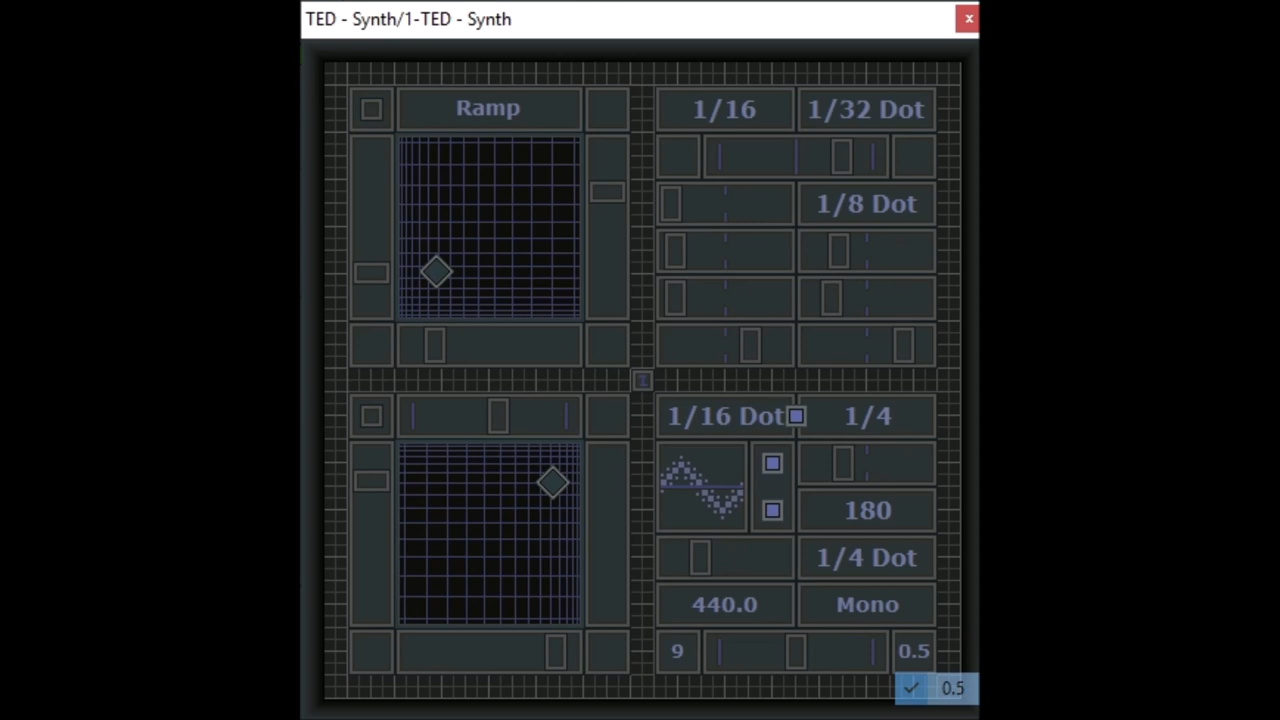 TED - Synth/1-TED - Synth
x
Ramp
1/16
1/32 Dot
1/8 Dot
1/16 Dot
1/4
180
1/4 Dot
440.0
Mono
9
0.5
0.5